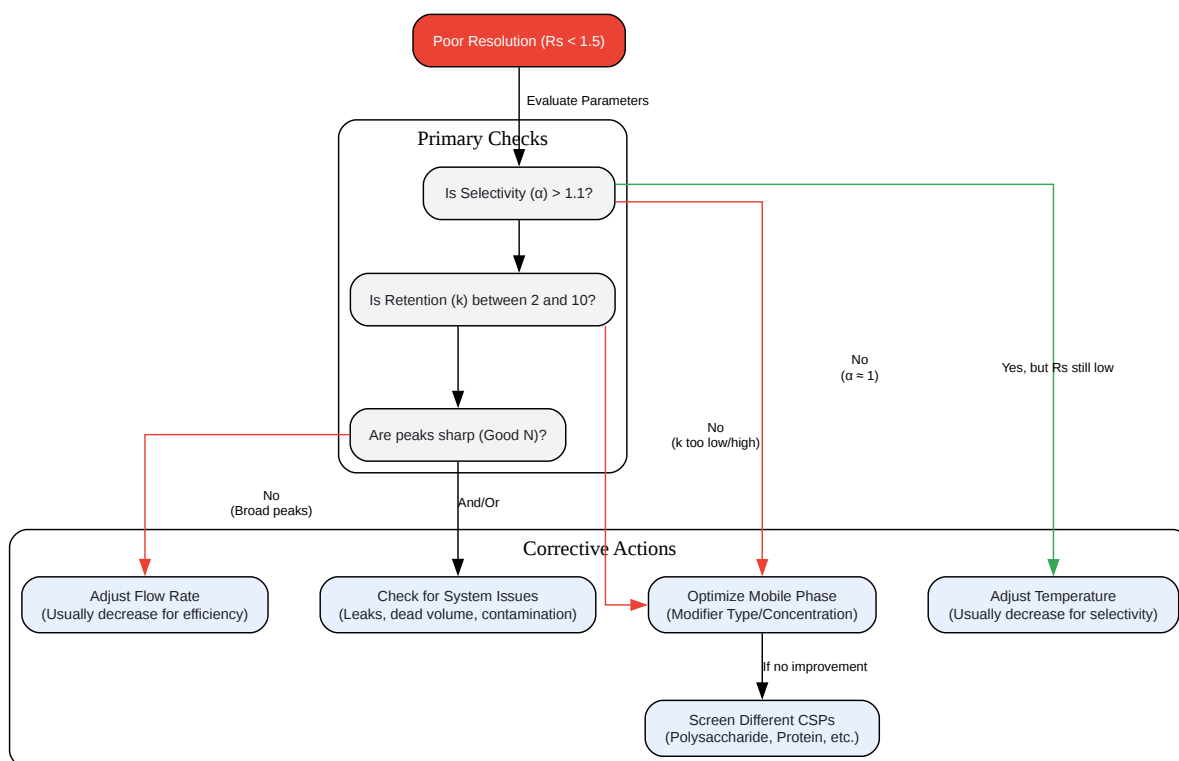 Poor Resolution (Rs < 1.5)
Evaluate Parameters
Primary Checks
Is Selectivity (α) > 1.1?
Is Retention (k) between 2 and 10?
No
(α ≈ 1)
Yes, but Rs still low
Are peaks sharp (Good N)?
No
(k too low/high)
No
(Broad peaks)
And/Or
Corrective Actions
Adjust Flow Rate
(Usually decrease for efficiency)
Check for System Issues
(Leaks, dead volume, contamination)
Optimize Mobile Phase
(Modifier Type/Concentration)
Adjust Temperature
(Usually decrease for selectivity)
If no improvement
Screen Different CSPs
(Polysaccharide, Protein, etc.)